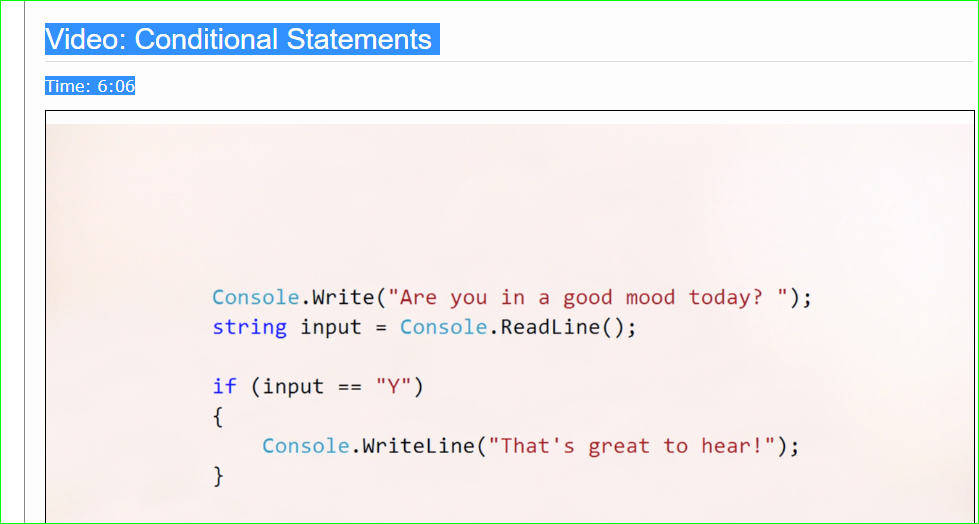 Video: Conditional Statements
Time: 6:06
Console.Write("Are you in a good mood today? ");
string input = Console.ReadLine();
if (input == "Y")
{
    Console.WriteLine("That's great to hear!");
}